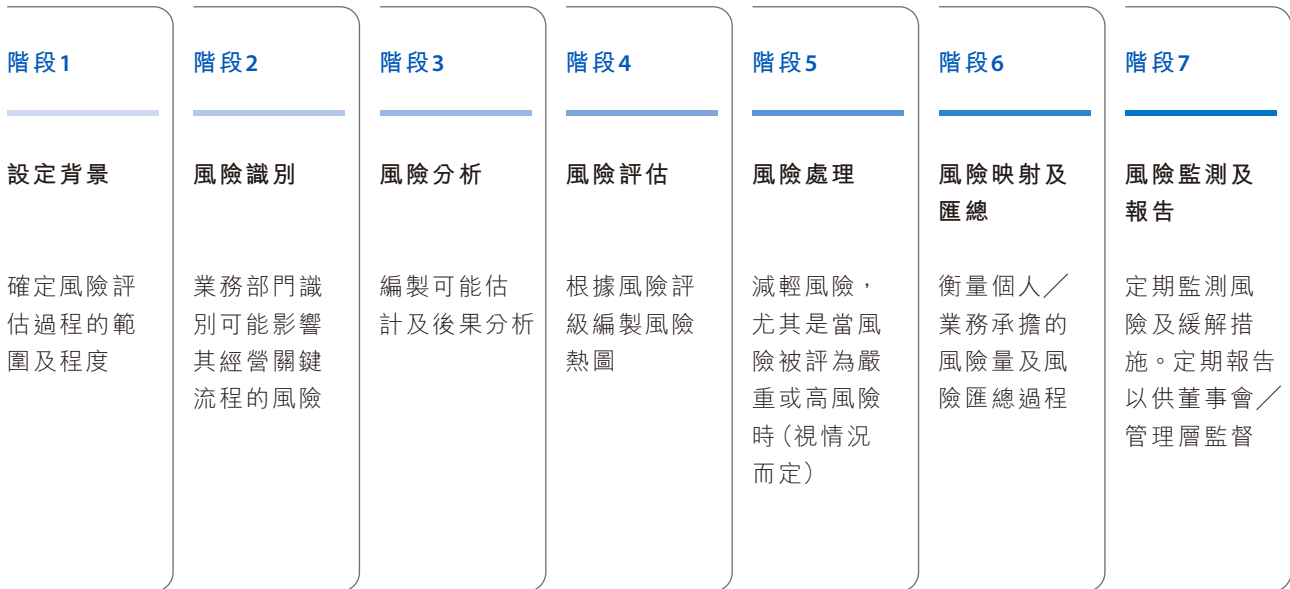 階段1
設定背景
確定風險評
估過程的範
圍及程度
階段2
風險識別
業務部門識
別可能影響
其經營關鍵
流程的風險
階段3
風險分析
編製可能估
計及後果分析
階段4
風險評估
根據風險評
級編製風險
熱圖
階段5
風險處理
減輕風險，
尤其是當風
險被評為嚴
重或高風險
時（視情況
而定）
階段6
風險映射及
匯總
衡量個人／
業務承擔的
風險量及風
險匯總過程
階段7
風險監測及
報告
定期監測風
險及緩解措
施。定期報告
以供董事會／
管理層監督